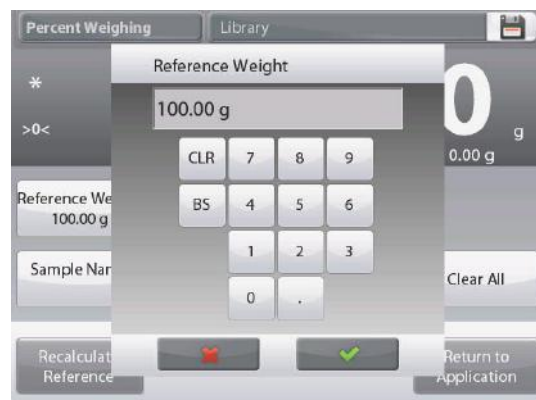 Percent Weighing
Library
Reference Weight
100.00 g
*
>0<
0
g
0.00 g
CLR 7 8 9
BS 4 5 6
1 2 3
0 .
Reference We
100.00 g
Sample Nar
Clear All
Recalculat
Reference
Return to
Application